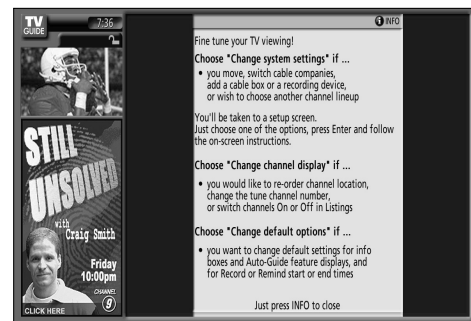 TV
GUIDE
7:36
STILL
UNSOLVED
with
Craig Smith
Friday
10:00pm
CHANNEL
9
CLICK HERE
i INFO
Fine tune your TV viewing!
Choose "Change system settings" if ...
• you move, switch cable companies,
add a cable box or a recording device,
or wish to choose another channel lineup
You'll be taken to a setup screen.
Just choose one of the options, press Enter and follow
the on-screen instructions.
Choose "Change channel display" if ...
• you would like to re-order channel location,
change the tune channel number,
or switch channels On or Off in Listings
Choose "Change default options" if ...
• you want to change default settings for info
boxes and Auto-Guide feature displays, and
for Record or Remind start or end times
Just press INFO to close